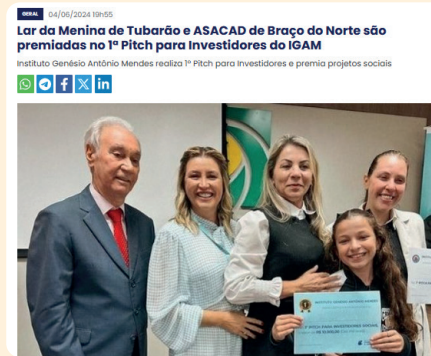 GERAL 04/06/2024 19h55
Lar da Menina de Tubarão e ASACAD de Braço do Norte são
premiadas no 1ª Pitch para Investidores do IGAM
Instituto Genésio Antônio Mendes realiza 1º Pitch para Investidores e premia projetos sociais
1º PITCH PARA INVESTIDORES SOCIAIS